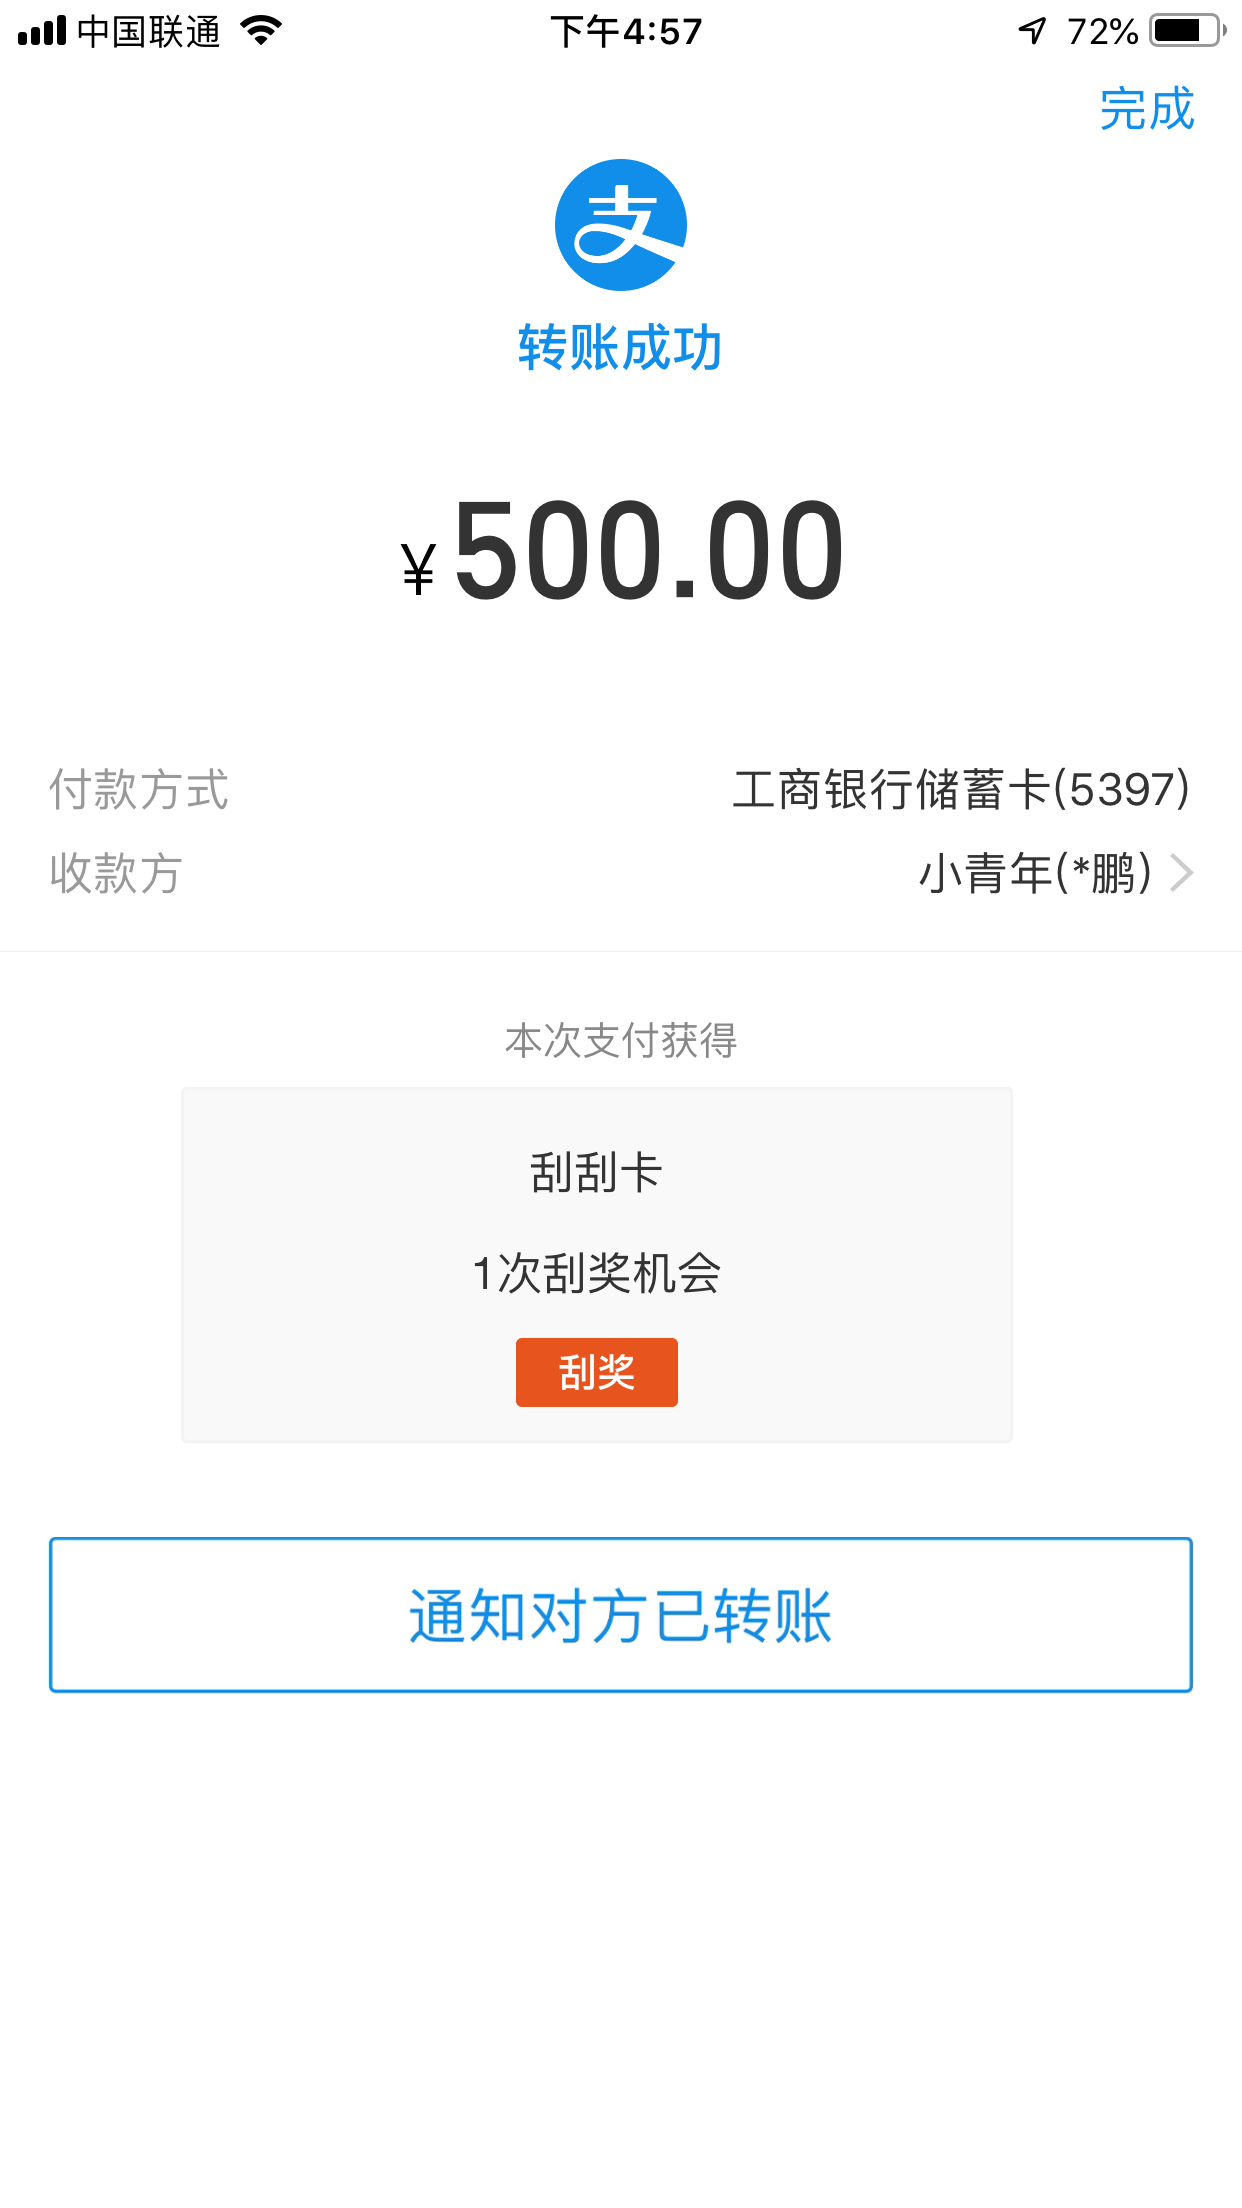 中国联通 下午4:57 72%
完成
支
转账成功
¥500.00
付款方式 工商银行储蓄卡(5397)
收款方 小青年(*鹏)
本次支付获得
刮刮卡
1次刮奖机会
刮奖
通知对方已转账